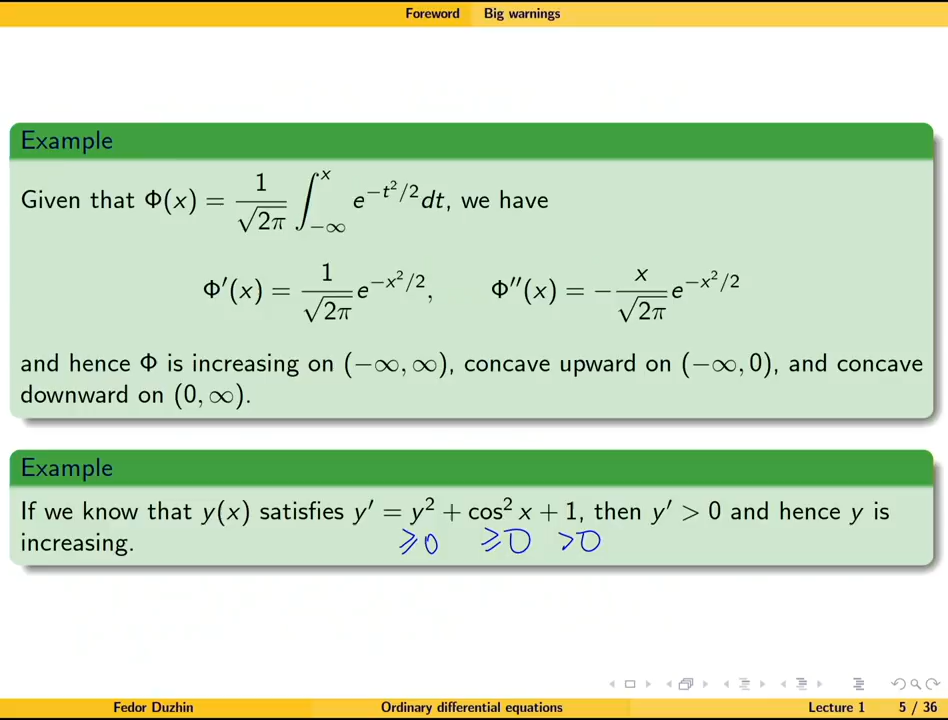 Foreword Big warnings
Example
Given that Φ(x) = 1/√2π ∫_{−∞}^{x} e^{−t²/2} dt, we have
Φ′(x) = 1/√2π e^{−x²/2}, Φ″(x) = − x/√2π e^{−x²/2}
and hence Φ is increasing on (−∞, ∞), concave upward on (−∞, 0), and concave
downward on (0, ∞).
Example
If we know that y(x) satisfies y′ = y² + cos² x + 1, then y′ > 0 and hence y is
increasing.
⩾0 ⩾0 >0
Fedor Duzhin Ordinary differential equations Lecture 1 5 / 36